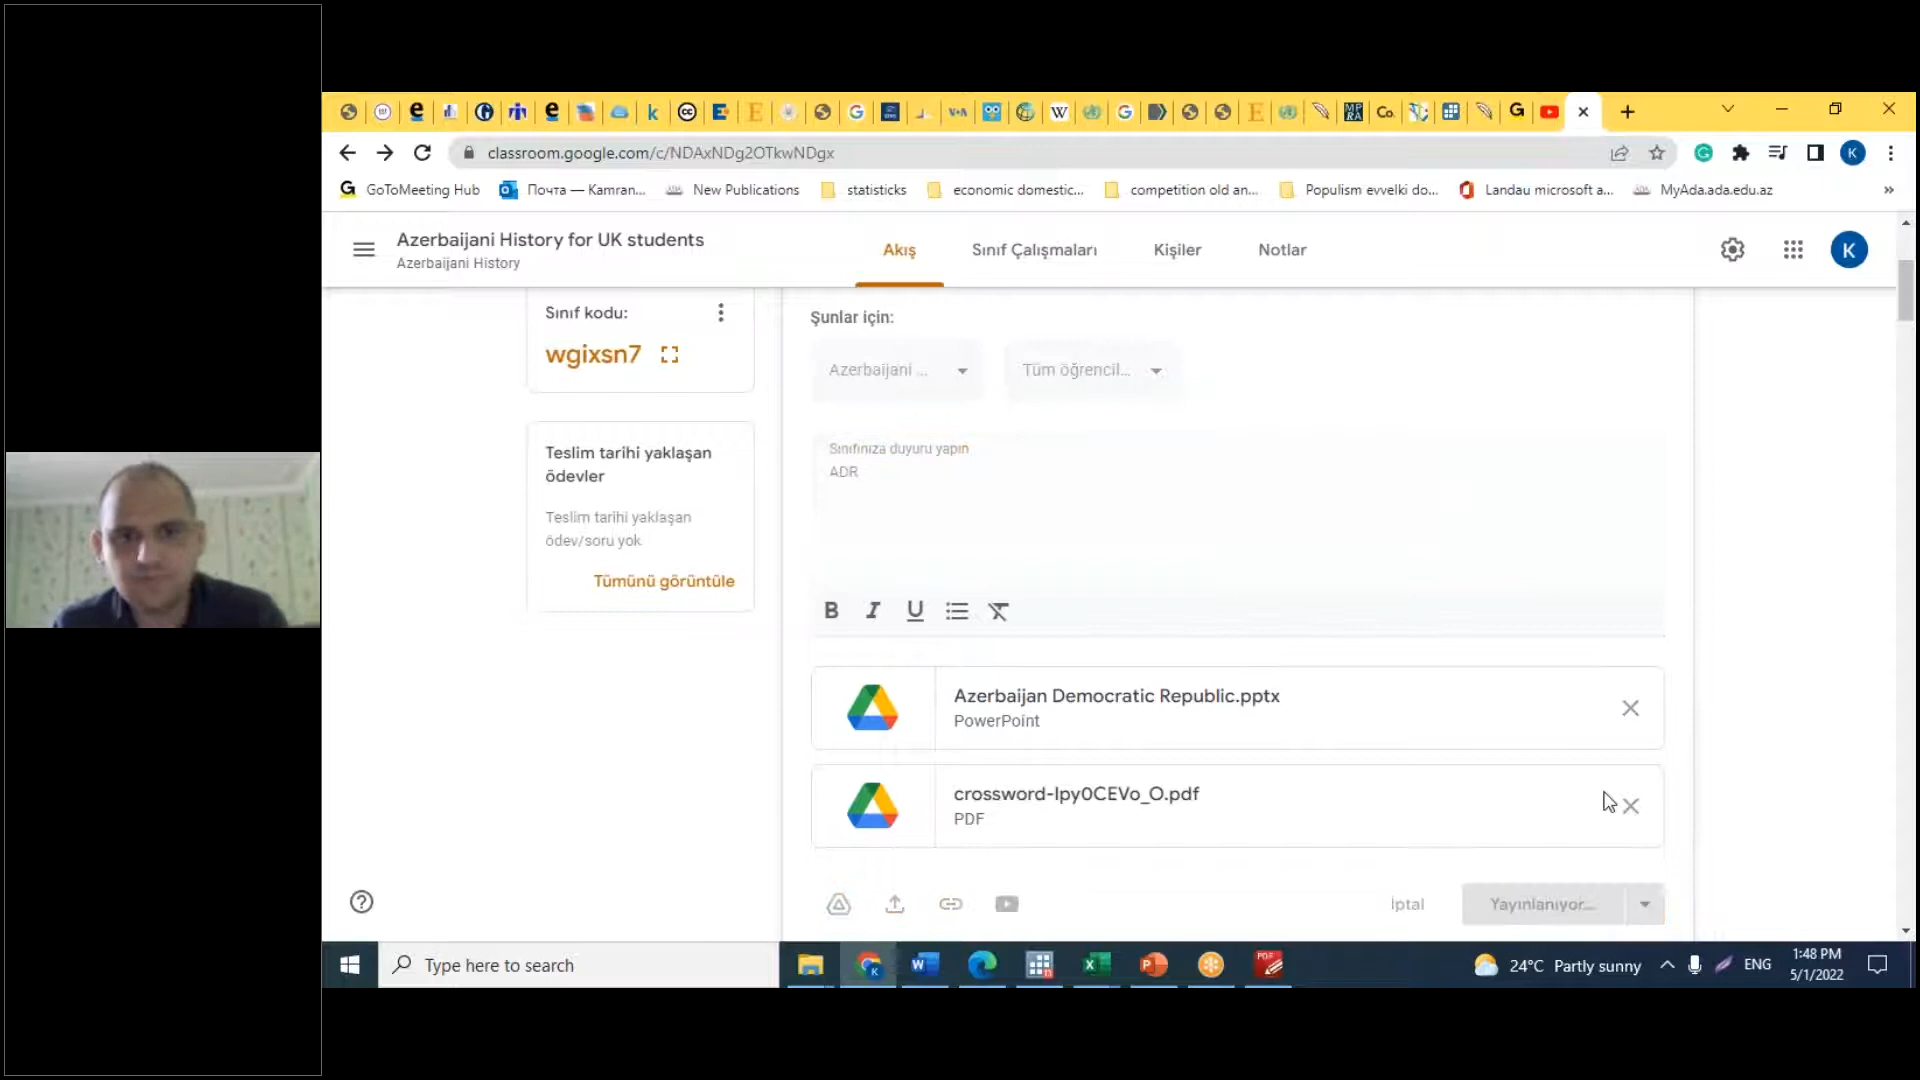 classroom.google.com/c/NDAxNDg2OTkwNDgx
K
GoToMeeting Hub
Почта — Kamran...
New Publications
statisticks
economic domestic...
competition old an...
Populism evvelki do...
Landau microsoft a...
MyAda.ada.edu.az
»
Azerbaijani History for UK students
Azerbaijani History
Akış
Sınıf Çalışmaları
Kişiler
Notlar
K
Sınıf kodu:
wgixsn7
Teslim tarihi yaklaşan
ödevler
Teslim tarihi yaklaşan
ödev/soru yok
Tümünü görüntüle
Şunlar için:
Azerbaijani ...
Tüm öğrencil...
Sınıfınıza duyuru yapın
ADR
B I U
Azerbaijan Democratic Republic.pptx
PowerPoint
crossword-lpy0CEVo_O.pdf
PDF
İptal
Yayınlanıyor...
Type here to search
24°C Partly sunny
ENG
1:48 PM
5/1/2022